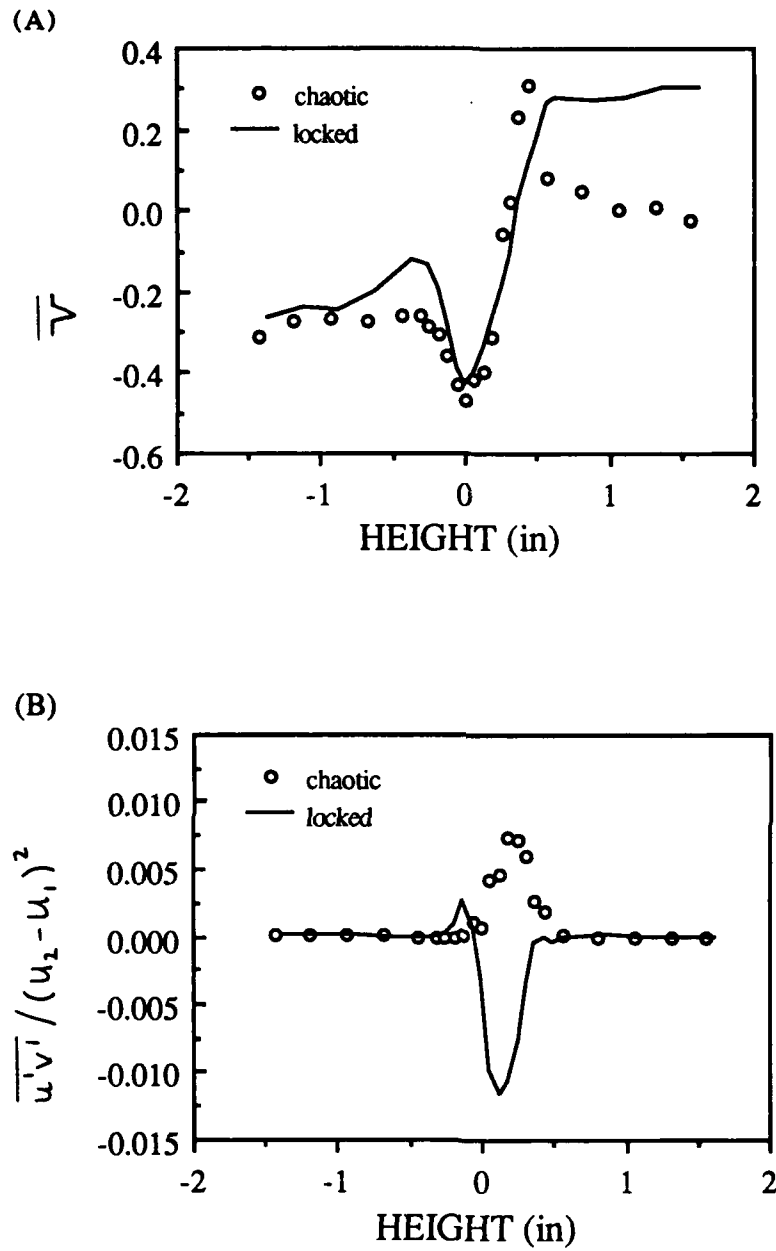 (A)
0.4
0.2
0.0
-0.2
-0.4
-0.6
chaotic
locked
v
-2 -1 0 1 2
HEIGHT (in)
(B)
0.015
0.010
0.005
0.000
-0.005
-0.010
-0.015
chaotic
locked
u'v' / (u₂ - u₁)²
-2 -1 0 1 2
HEIGHT (in)